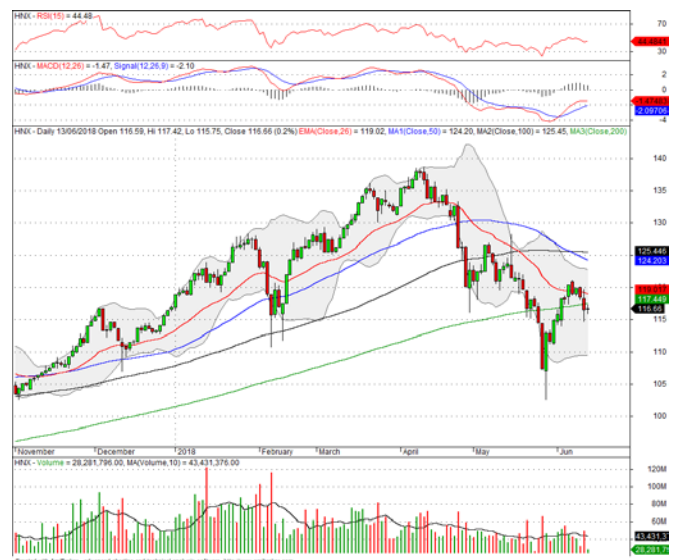 HNX - RSI(15) = 44.48
70
44.4841
30
HNX - MACD(12,26) = -1.47, Signal(12,26,9) = -2.10
2
0
-2.09706
-4
HNX - Daily 13/06/2018 Open 116.59, Hi 117.42, Lo 115.75, Close 116.66 (0.2%) EMA(Close,26) = 119.02, MA1(Close,50) = 124.20, MA2(Close,100) = 125.45, MA3(Close,200)
140
135
130
125.446
124.203
117.449
116.66
115
110
105
100
November December 2018 February March April May Jun
HNX - Volume = 28,281,796.00, MA(Volume,10) = 43,431,376.00
120M
100M
80M
60M
43,431,3
28,281,79